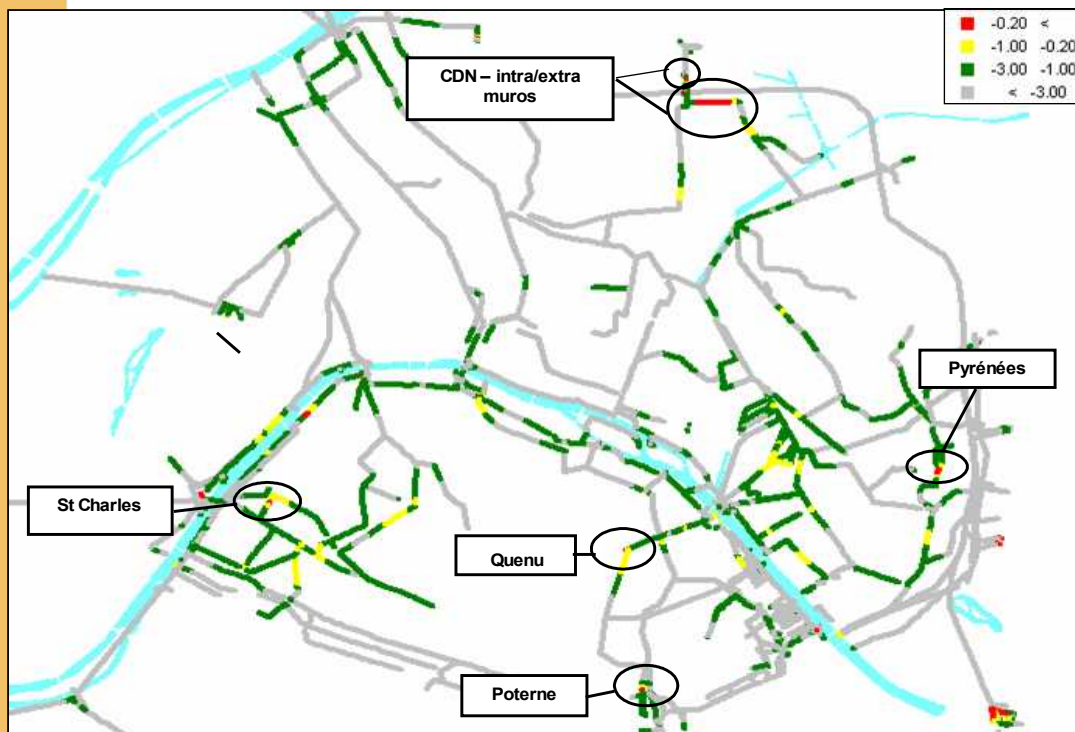 -0.20 <
CDN – intra/extra
muros
-1.00 -0.20
-3.00 -1.00
< -3.00
Pyrénées
St Charles
Quenu
Poterne